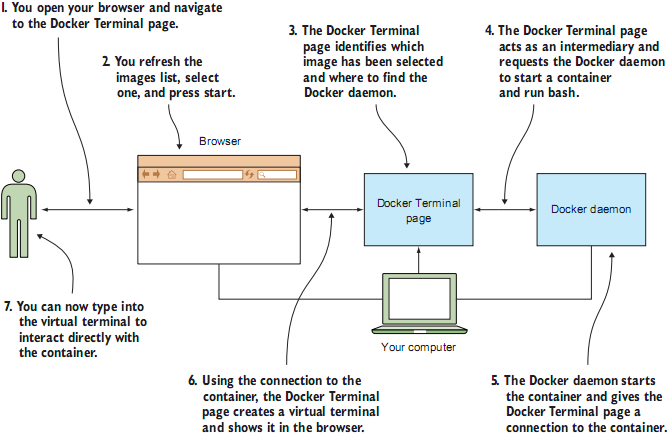 1. You open your browser and navigate
to the Docker Terminal page.
2. You refresh the
images list, select
one, and press start.
3. The Docker Terminal
page identifies which
image has been selected
and where to find the
Docker daemon.
4. The Docker Terminal page
acts as an intermediary and
requests the Docker daemon
to start a container
and run bash.
Browser
Docker Terminal
page
Docker daemon
Your computer
7. You can now type into
the virtual terminal to
interact directly with
the container.
6. Using the connection to the
container, the Docker Terminal
page creates a virtual terminal
and shows it in the browser.
5. The Docker daemon starts
the container and gives the
Docker Terminal page a
connection to the container.